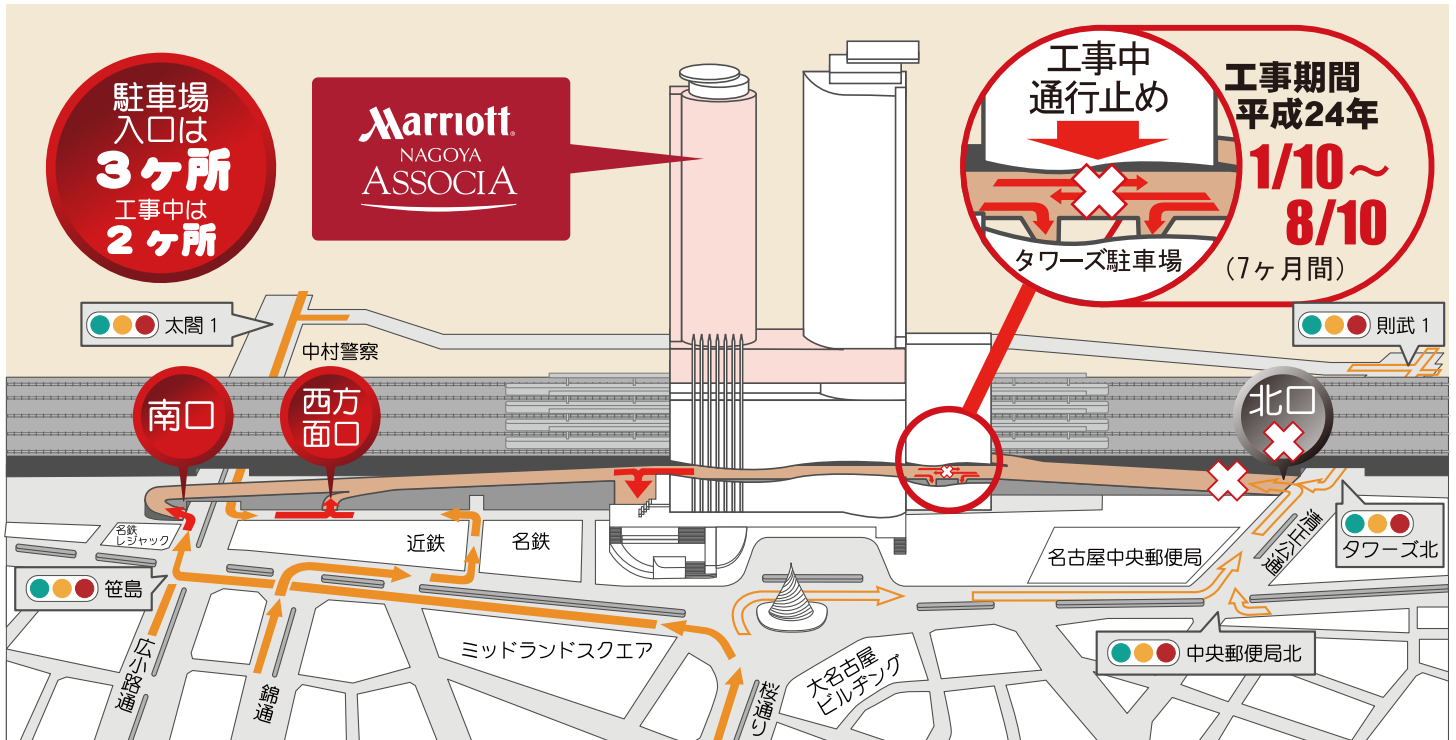 駐車場
入口は
3ヶ所
工事中は
2ヶ所
Marriott
NAGOYA
ASSOCIA
工事中
通行止め
タワーズ駐車場
工事期間
平成24年
1/10〜
8/10
(7ヶ月間)
太閤1
中村警察
則武1
南口
西方
面口
北口
名鉄
レジャック
近鉄
名鉄
名古屋中央郵便局
清正公通
タワーズ北
笹島
ミッドランドスクエア
大名古屋
ビルヂング
中央郵便局北
広小路通
錦通
桜通り